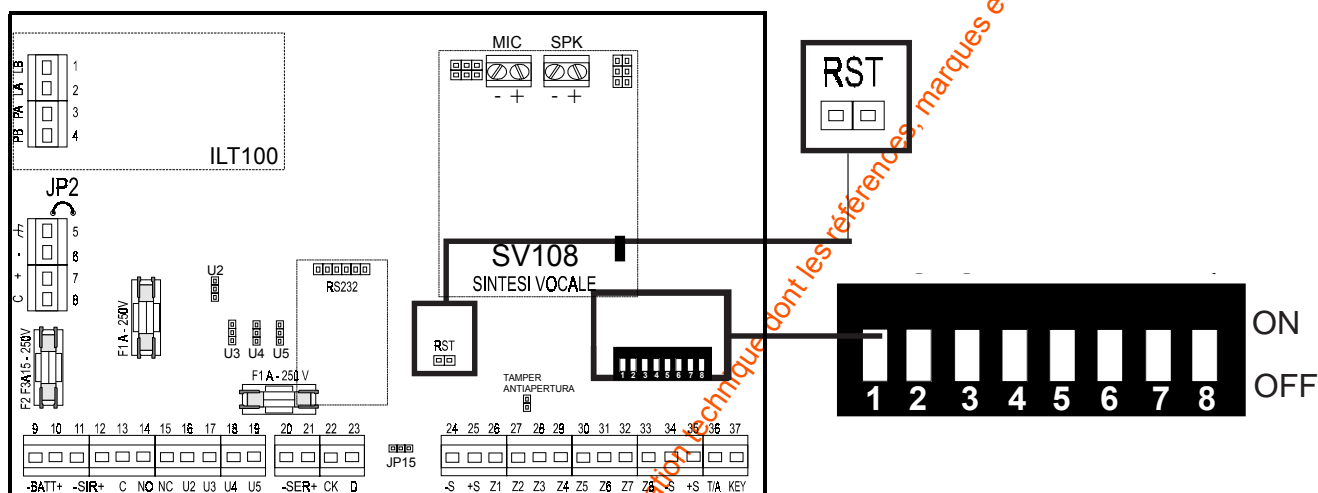 LB 1
LA 2
PA 3
PB 4
ILT100
JP2
5
- 6
+ 7
C 8
MIC SPK
- + - +
SV108
SINTESI VOCALE
RST
F1 A - 250V
F2 F3A15 - 250V
U2
U3 U4 U5
RS232
F1 A - 250 V
RST
TAMPER
ANTIAPERTURA
1 2 3 4 5 6 7 8
ON
OFF
1 2 3 4 5 6 7 8
9 10 11 12 13 14 15 16 17 18 19 20 21 22 23
-BATT+ -SIR+ C NO NC U2 U3 U4 U5 -SER+ CK D
JP15
24 25 26 27 28 29 30 31 32 33 34 35 36 37
-S +S Z1 Z2 Z3 Z4 Z5 Z6 Z7 Z8 -S +S T/A KEY
technique dont les références, marques